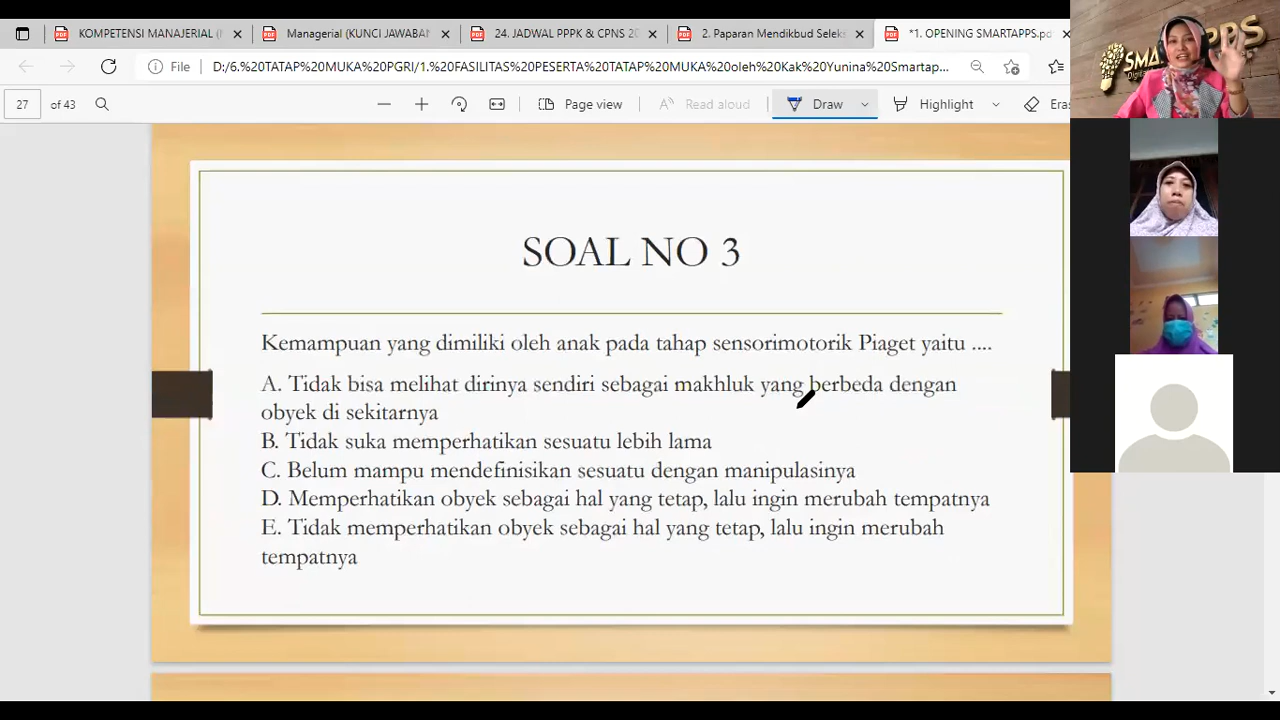 KOMPETENSI MANAJERIAL (
Managerial (KUNCI JAWABAN
24. JADWAL PPPK & CPNS 20
2. Paparan Mendikbud Seleks
*1. OPENING SMARTAPPS.pd
File
D:/6.%20TATAP%20MUKA%20PGRI/1.%20FASILITAS%20PESERTA%20TATAP%20MUKA%20oleh%20Kak%20Yunina%20Smartap...
27 of 43
Page view
Read aloud
Draw
Highlight
Eras
SOAL NO 3
Kemampuan yang dimiliki oleh anak pada tahap sensorimotorik Piaget yaitu ....
A. Tidak bisa melihat dirinya sendiri sebagai makhluk yang berbeda dengan
obyek di sekitarnya
B. Tidak suka memperhatikan sesuatu lebih lama
C. Belum mampu mendefinisikan sesuatu dengan manipulasinya
D. Memperhatikan obyek sebagai hal yang tetap, lalu ingin merubah tempatnya
E. Tidak memperhatikan obyek sebagai hal yang tetap, lalu ingin merubah
tempatnya